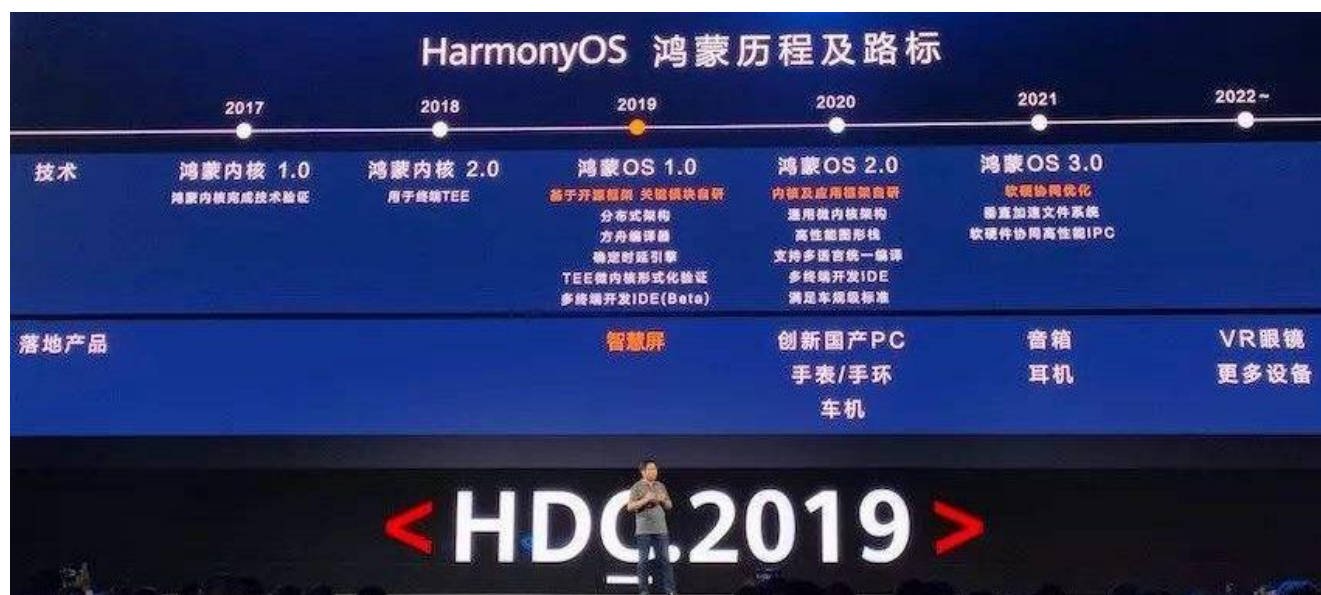 HarmonyOS 鸿蒙历程及路标
2017 2018 2019 2020 2021 2022~
技术
鸿蒙内核 1.0
鸿蒙内核完成技术验证
鸿蒙内核 2.0
用于终端TEE
鸿蒙OS 1.0
基于开源框架 关键模块自研
分布式架构
方舟编译器
确定时延引擎
TEE微内核形式化验证
多终端开发IDE(Beta)
鸿蒙OS 2.0
内核及应用框架自研
通用微内核架构
高性能图形栈
支持多语言统一编译
多终端开发IDE
满足车规级标准
鸿蒙OS 3.0
软硬协同优化
垂直加速文件系统
软硬件协同高性能IPC
落地产品
智慧屏
创新国产PC
手表/手环
车机
音箱
耳机
VR眼镜
更多设备
<HDC.2019>